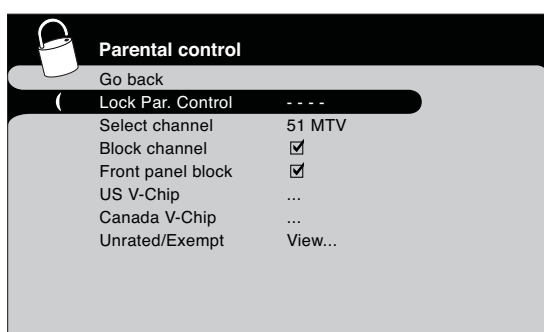 Parental control
Go back
Lock Par. Control - - - -
Select channel 51 MTV
Block channel ☑
Front panel block ☑
US V-Chip ...
Canada V-Chip ...
Unrated/Exempt View...